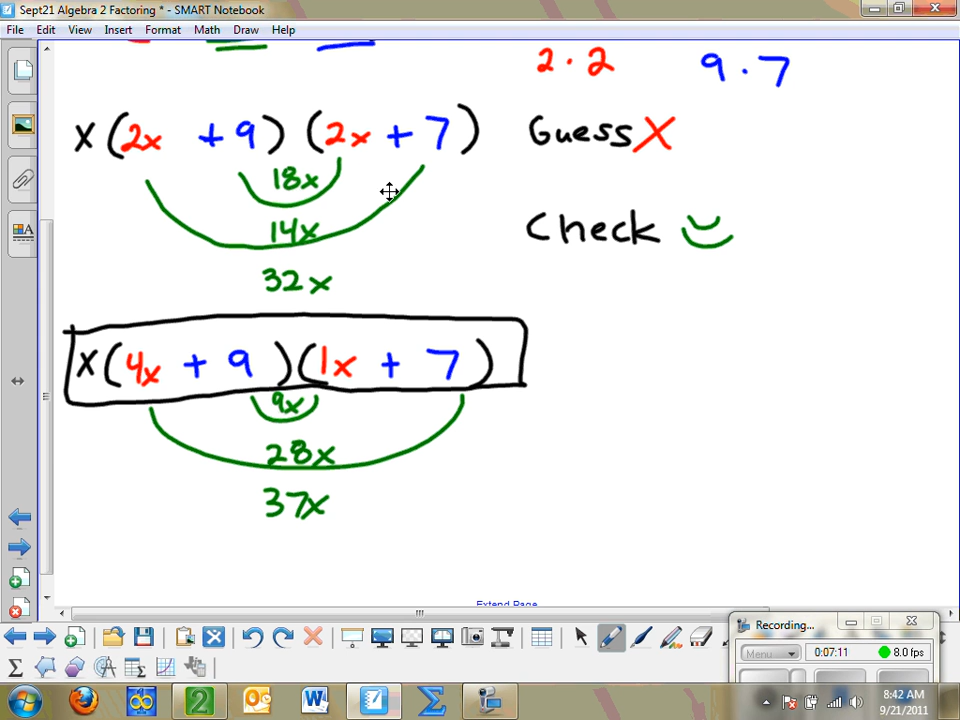 Sept21 Algebra 2 Factoring * - SMART Notebook
File Edit View Insert Format Math Draw Help
2 · 2 9 · 7
x(2x + 9)(2x + 7) Guess X
18x
14x
32x
Check
x(4x + 9)(1x + 7)
9x
28x
37x
Extend Page
Recording...
Menu 0:07:11 8.0 fps
8:42 AM
9/21/2011